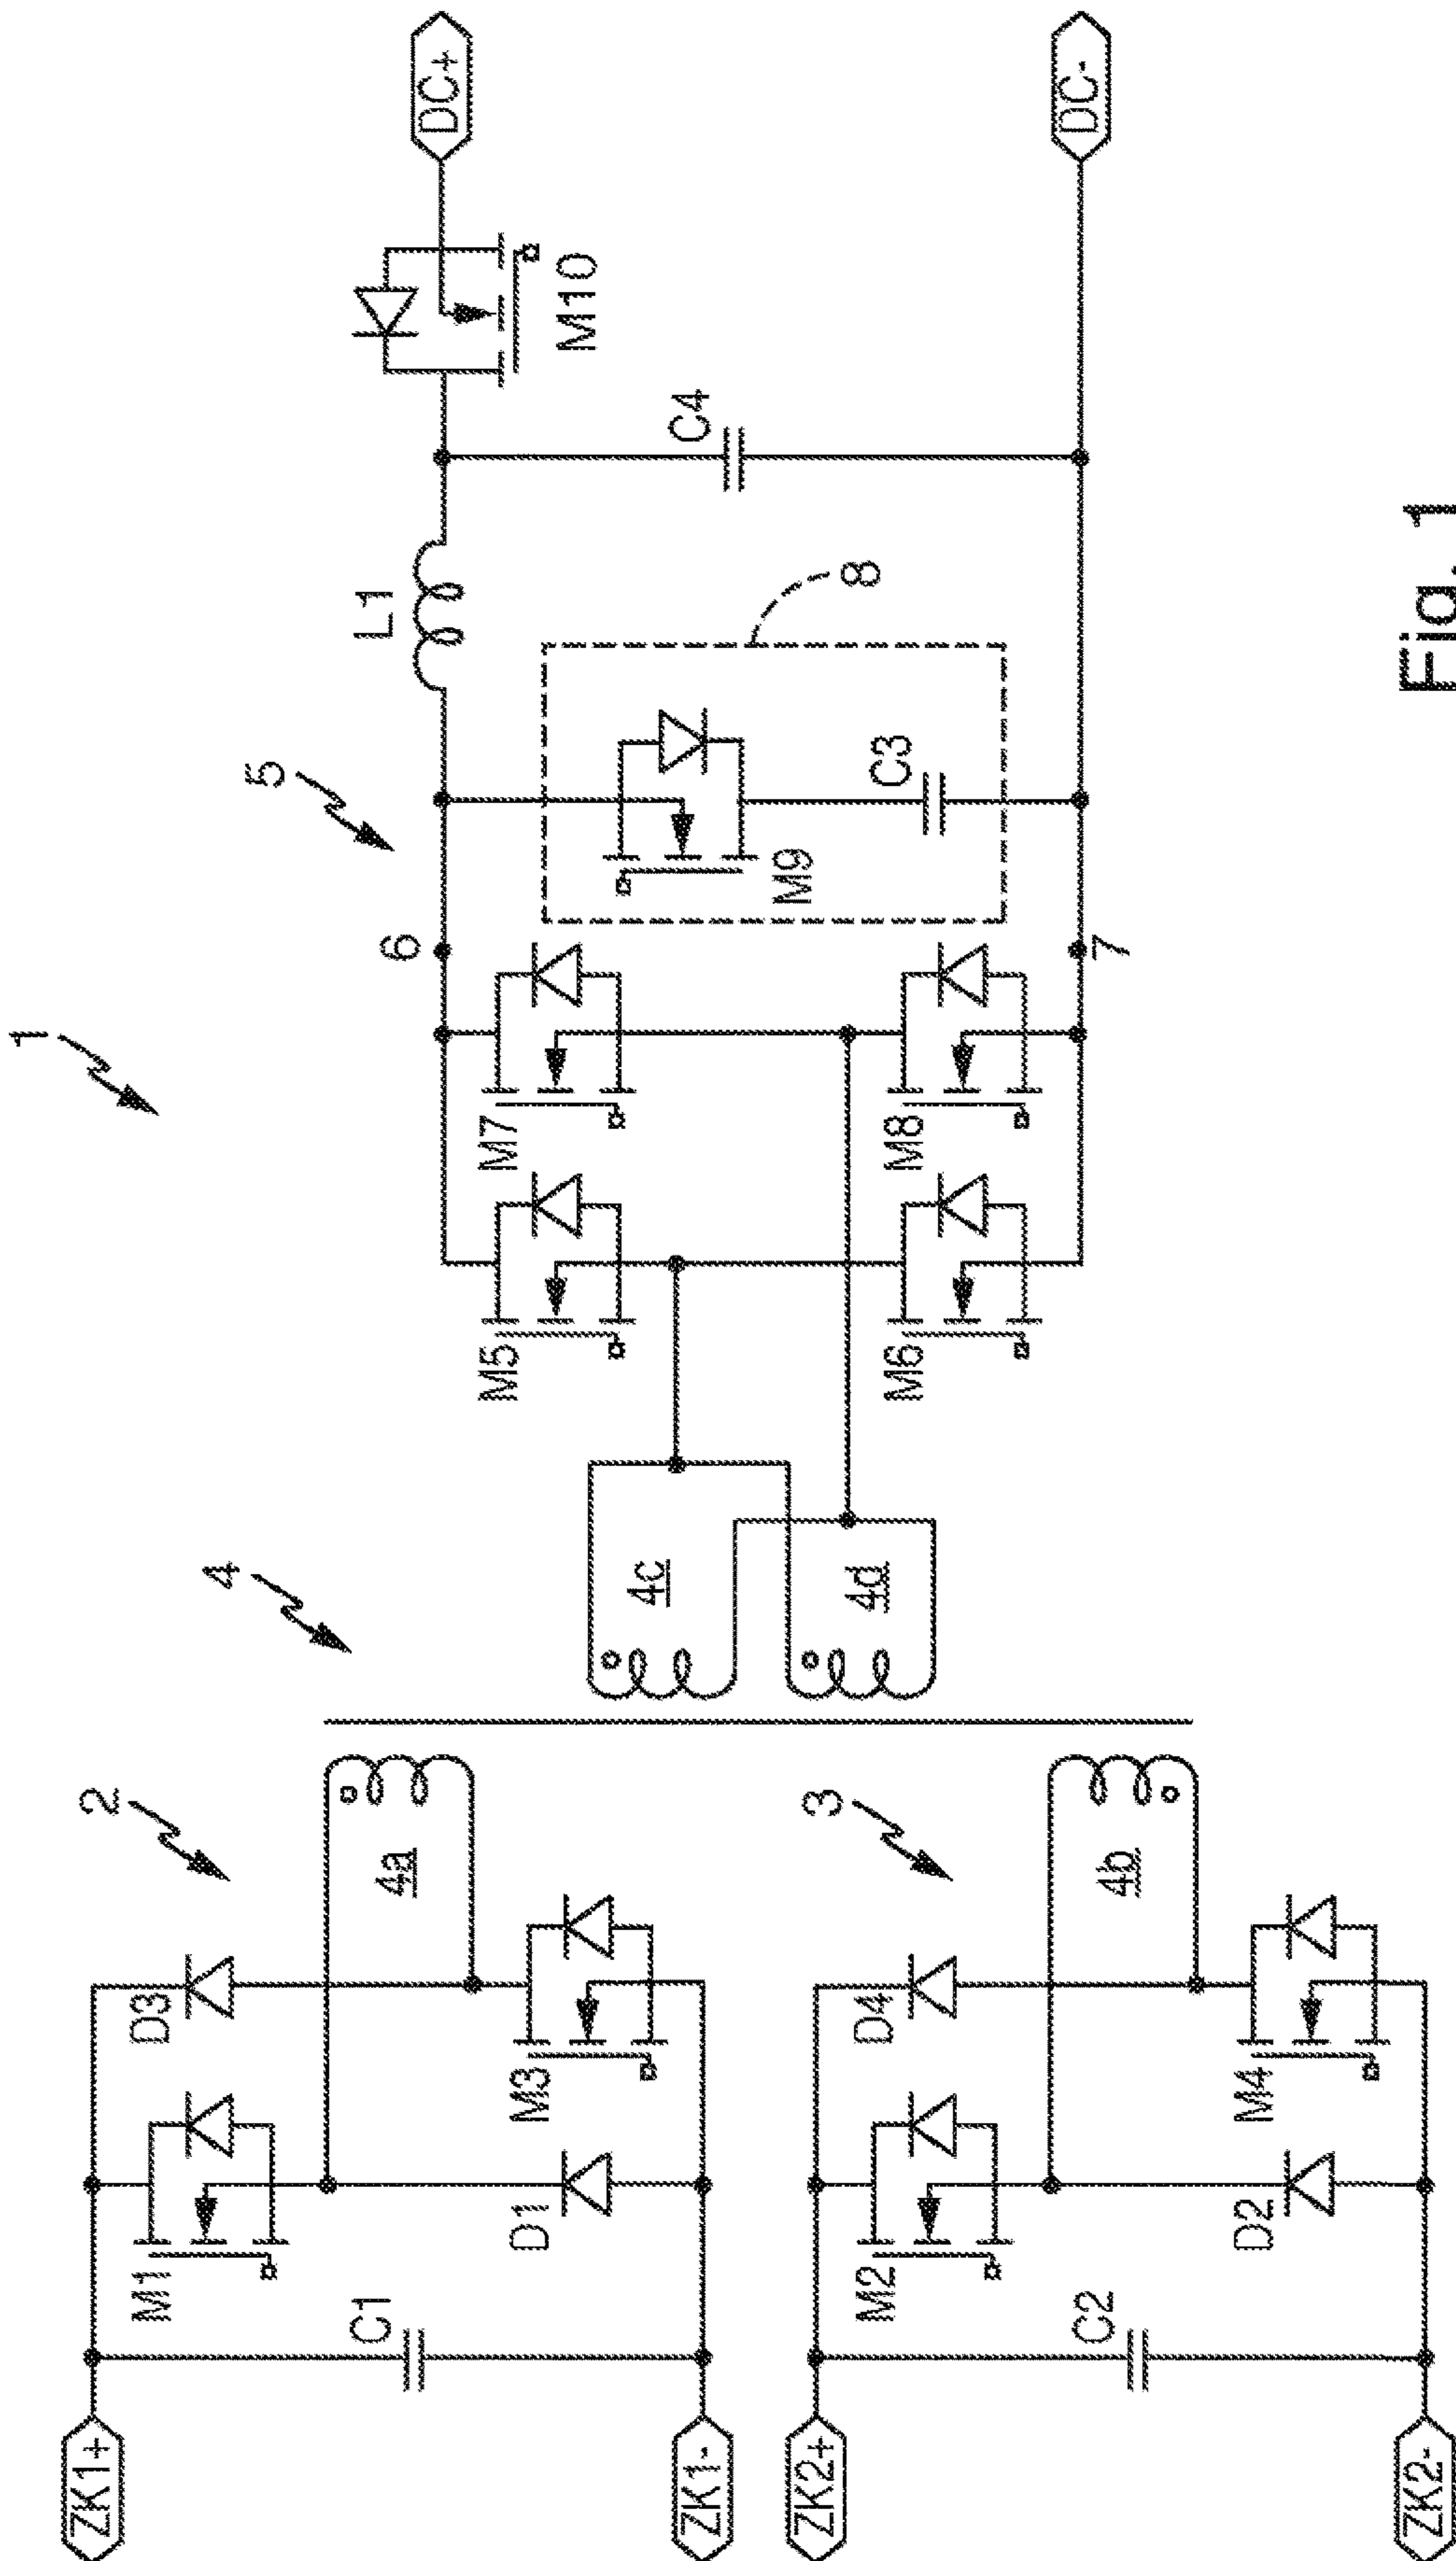 1
2
3
4
5
6
7
8
ZK1+
ZK1-
ZK2+
ZK2-
C1
C2
M1
M2
D1
D2
D3
D4
M3
M4
4a
4b
4c
4d
M5
M6
M7
M8
M9
C3
L1
C4
M10
DC+
DC-
Fig. 1